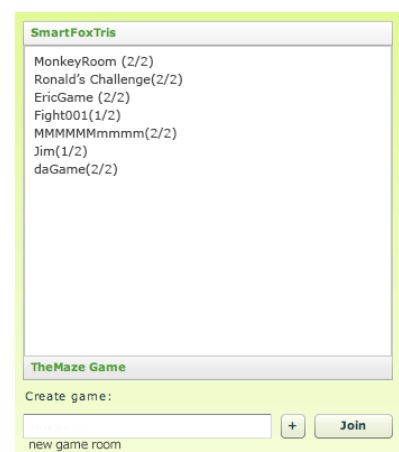 SmartFoxTris
MonkeyRoom (2/2)
Ronald's Challenge(2/2)
EricGame (2/2)
Fight001(1/2)
MMMMMMmmmm(2/2)
Jim(1/2)
daGame(2/2)
TheMaze Game
Create game:
+ Join
new game room